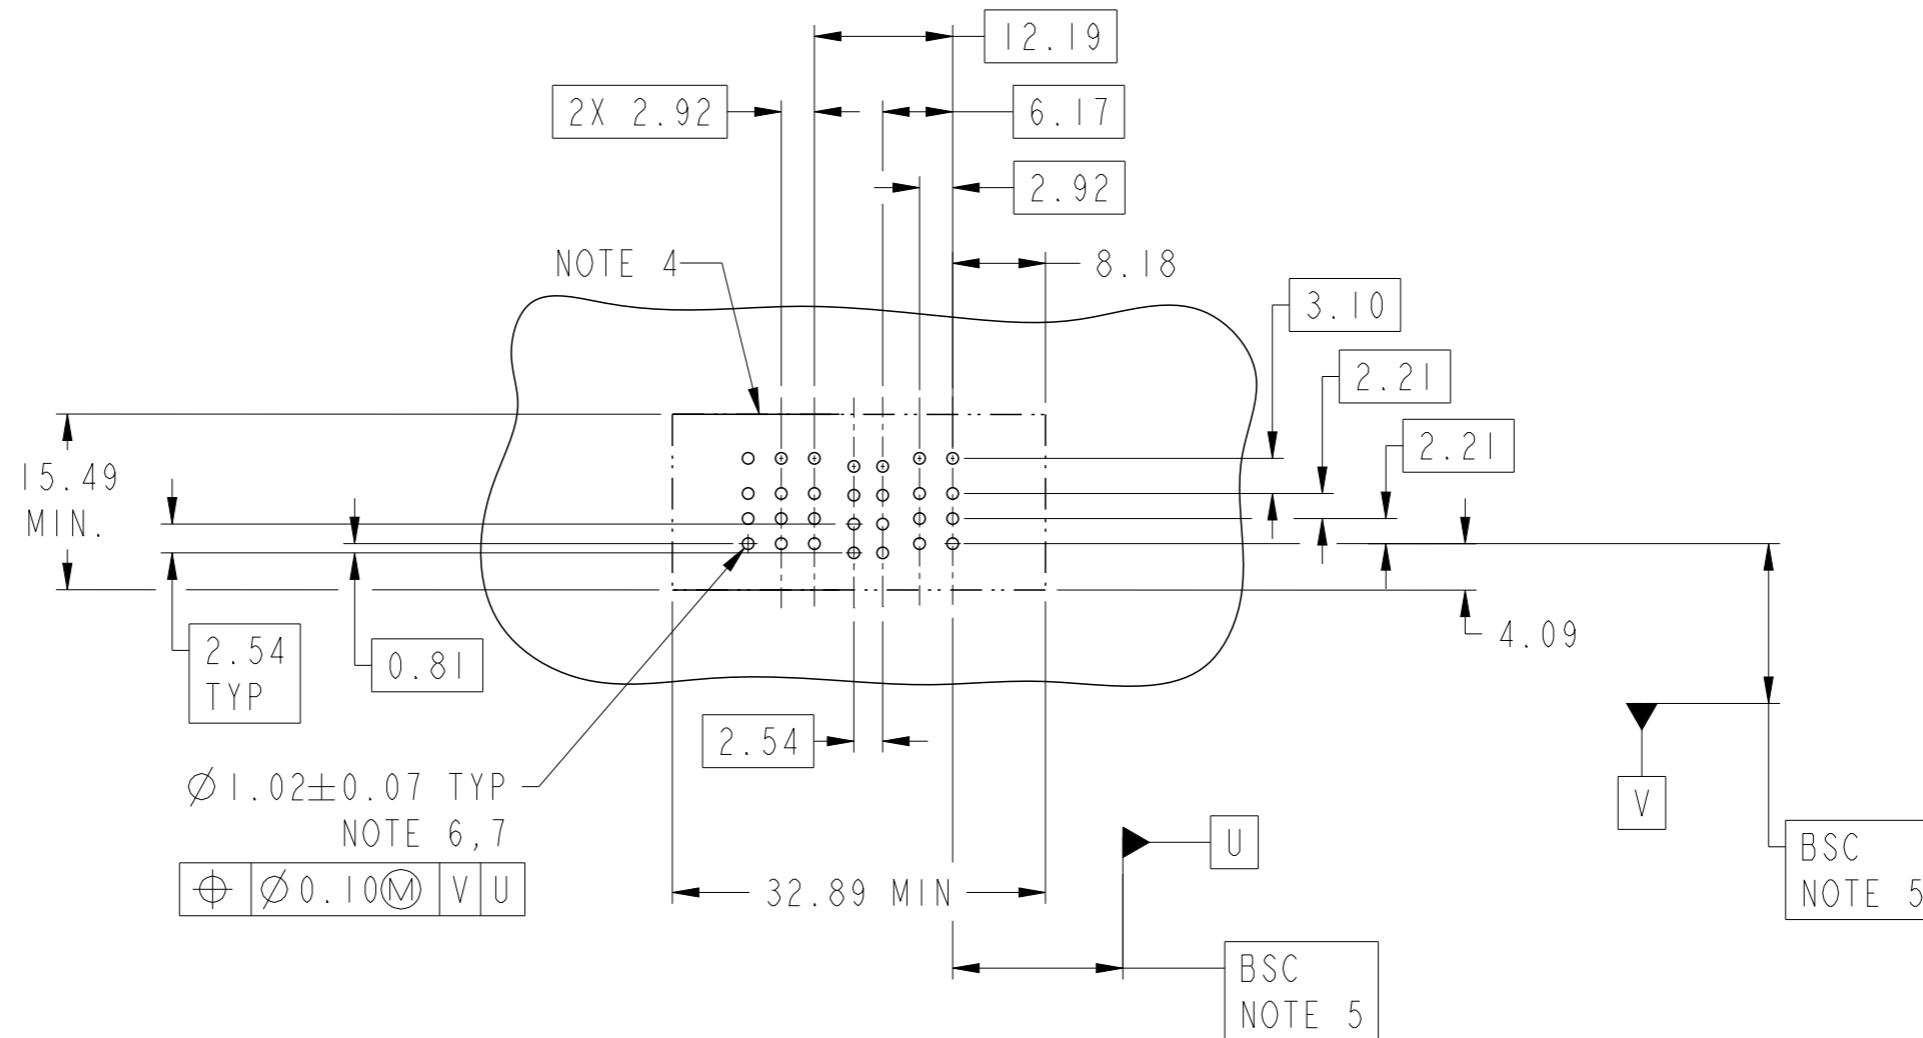 12.19
2X 2.92
6.17
2.92
NOTE 4
8.18
3.10
2.21
2.21
15.49
MIN.
4.09
2.54
TYP
0.81
2.54
Ø1.02±0.07 TYP
NOTE 6,7
⌖ Ø0.10Ⓜ V U
32.89 MIN
U
V
BSC
NOTE 5
BSC
NOTE 5